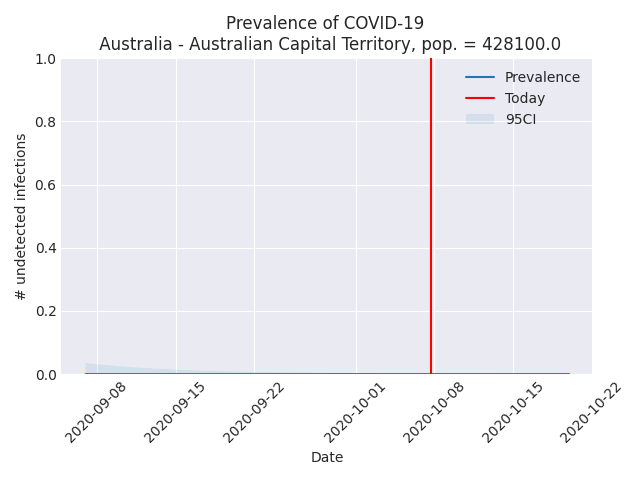 Prevalence of COVID-19
Australia - Australian Capital Territory, pop. = 428100.0
Prevalence
Today
95CI
1.0
0.8
0.6
0.4
0.2
0.0
# undetected infections
2020-09-08
2020-09-15
2020-09-22
2020-10-01
2020-10-08
2020-10-15
2020-10-22
Date